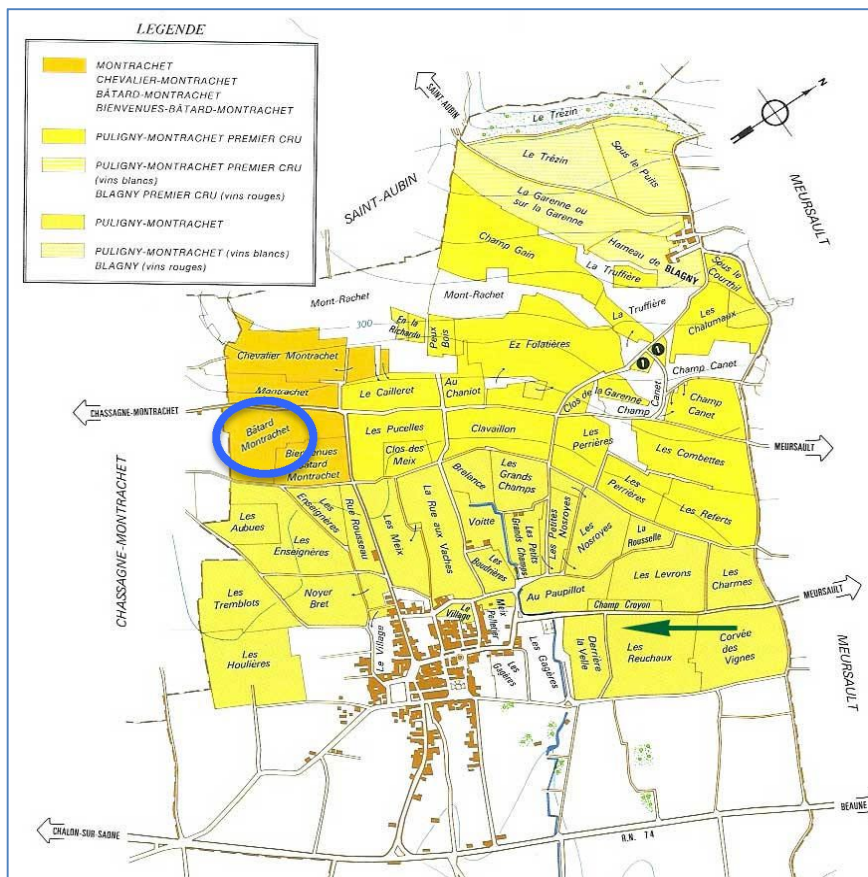 LEGENDE
MONTRACHET
CHEVALIER-MONTRACHET
BÂTARD-MONTRACHET
BIENVENUES-BÂTARD-MONTRACHET
PULIGNY-MONTRACHET PREMIER CRU
PULIGNY-MONTRACHET PREMIER CRU
(vins blancs)
BLAGNY PREMIER CRU (vins rouges)
PULIGNY-MONTRACHET
PULIGNY-MONTRACHET (vins blancs)
BLAGNY (vins rouges)
N
SAINT-AUBIN
Le Trézin
SAINT-AUBIN
Le Trézin
Sous le Puits
MEURSAULT
La Garenne ou
sur la Garenne
Champ Gain
Hameau de
BLAGNY
La Truffière
Sous le
Courthil
Mont-Rachet
Mont-Rachet
La Truffière
Les
Chalumaux
300
En la
Richarde
Peux
Bois
Chevalier Montrachet
Ez Folatières
1
1
Champ Canet
Montrachet
Le Cailleret
Au
Chaniot
Clos de la Garenne
Champ
Canet
Champ
Canet
CHASSAGNE-MONTRACHET
Bâtard
Montrachet
Les Pucelles
Clavaillon
Les
Perrières
MEURSAULT
Bienvenues
Bâtard
Montrachet
Clos des
Meix
Les Combettes
CHASSAGNE-MONTRACHET
Les
Aubues
Les
Enseignères
Rue Rousseau
Les Meix
La Rue aux
Vaches
Brelance
Les
Grands
Champs
Voitte
Les
Perrières
Les Referts
Les
Enseignères
Les Petits
Grands Champs
Les Petites
Nosroyes
Les
Nosroyes
La
Rousselle
Les
Tremblots
Noyer
Bret
Les
Boudrières
Au Paupillot
Les Levrons
Les
Charmes
MEURSAULT
Champ Croyon
Le
Village
Meix
Pelletier
Les
Houlières
Le Village
Les
Gagères
Les Gagères
Derrière
la Velle
Les
Reuchaux
Corvée
des
Vignes
MEURSAULT
CHALON-SUR-SAONE
R.N. 74
BEAUNE